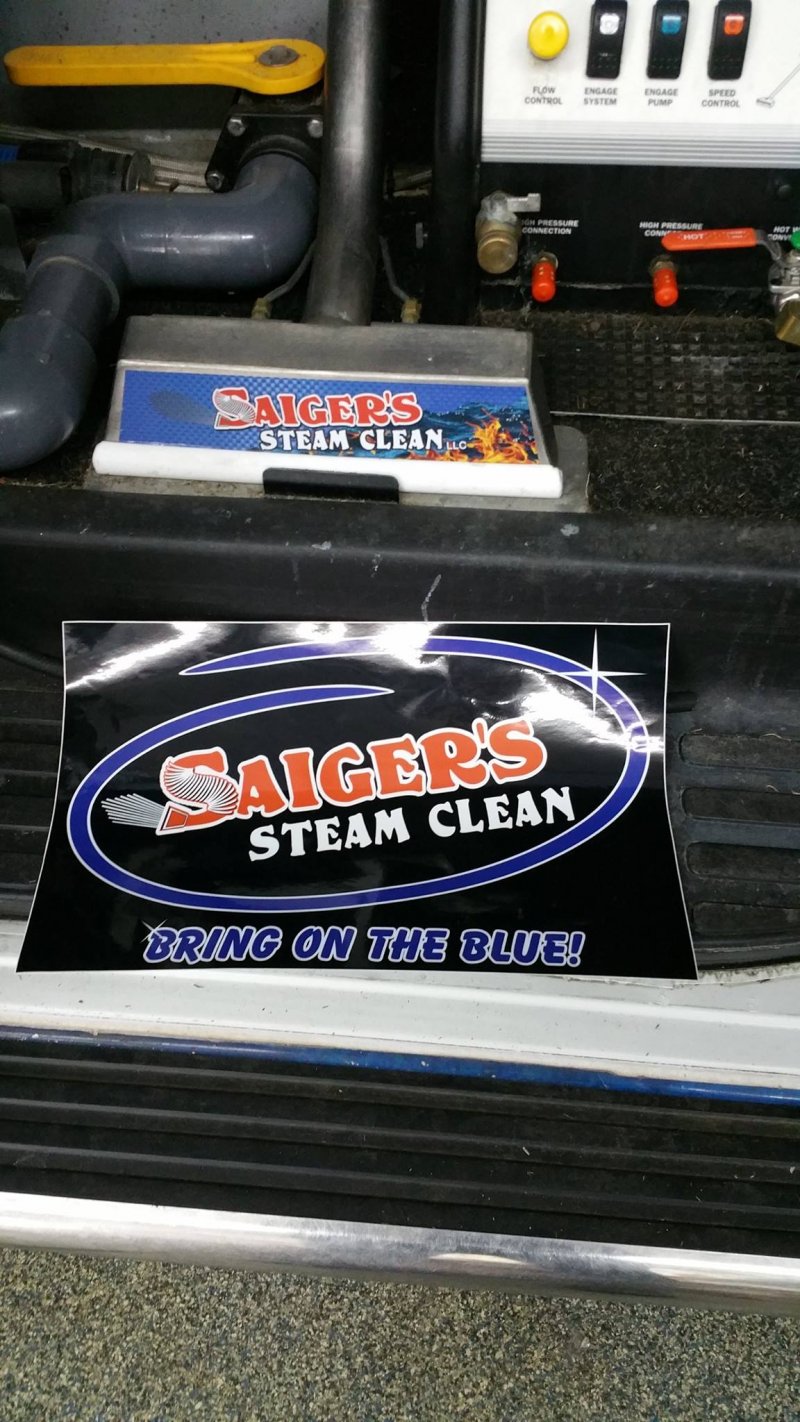 FLOW CONTROL
ENGAGE SYSTEM
ENGAGE PUMP
SPEED CONTROL
HIGH PRESSURE
CONNECTION
HIGH PRESSURE
HOT
HOT
SAIGER'S
STEAM CLEAN LLC
SAIGER'S
STEAM CLEAN
BRING ON THE BLUE!